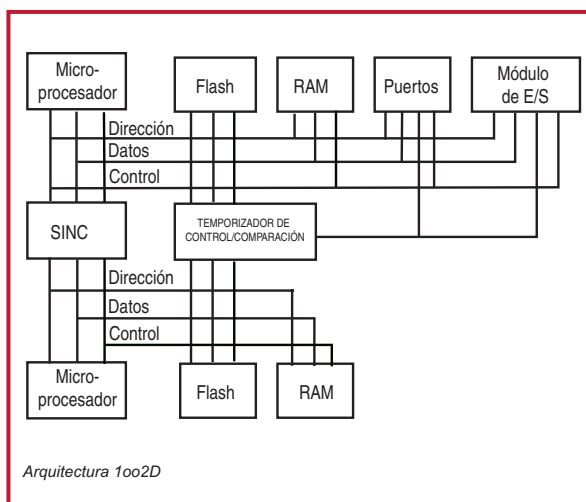 Micro-
procesador
Flash
RAM
Puertos
Módulo
de E/S
Dirección
Datos
Control
SINC
TEMPORIZADOR DE
CONTROL/COMPARACIÓN
Dirección
Datos
Control
Micro-
procesador
Flash
RAM
Arquitectura 1oo2D